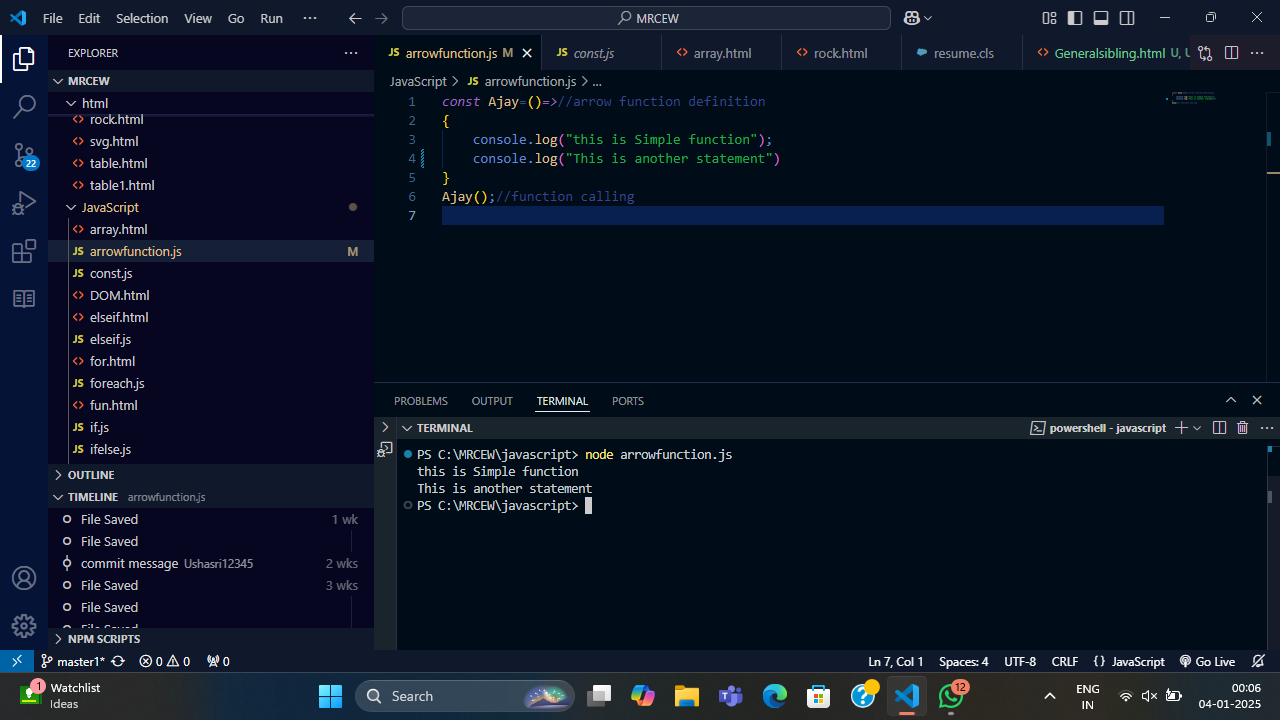 File Edit Selection View Go Run ··· MRCEW
EXPLORER ···
MRCEW
html
rock.html
svg.html
table.html
table1.html
JavaScript
array.html
arrowfunction.js M
const.js
DOM.html
elseif.html
elseif.js
for.html
foreach.js
fun.html
if.js
ifelse.js
OUTLINE
TIMELINE arrowfunction.js
File Saved 1 wk
File Saved
commit message Ushasri12345 2 wks
File Saved 3 wks
File Saved
File Saved
NPM SCRIPTS
22
JS arrowfunction.js M JS const.js array.html rock.html resume.cls Generalsibling.html U, U ···
JavaScript > JS arrowfunction.js > ...
1 const Ajay=()=>//arrow function definition
2 {
3 console.log("this is Simple function");
4 console.log("This is another statement")
5 }
6 Ajay();//function calling
7
PROBLEMS OUTPUT TERMINAL PORTS
TERMINAL powershell - javascript ···
PS C:\MRCEW\javascript> node arrowfunction.js
this is Simple function
This is another statement
PS C:\MRCEW\javascript>
master1* 0 0 0 Ln 7, Col 1 Spaces: 4 UTF-8 CRLF {} JavaScript Go Live
1 Watchlist
Ideas
Search
12
ENG
IN
00:06
04-01-2025